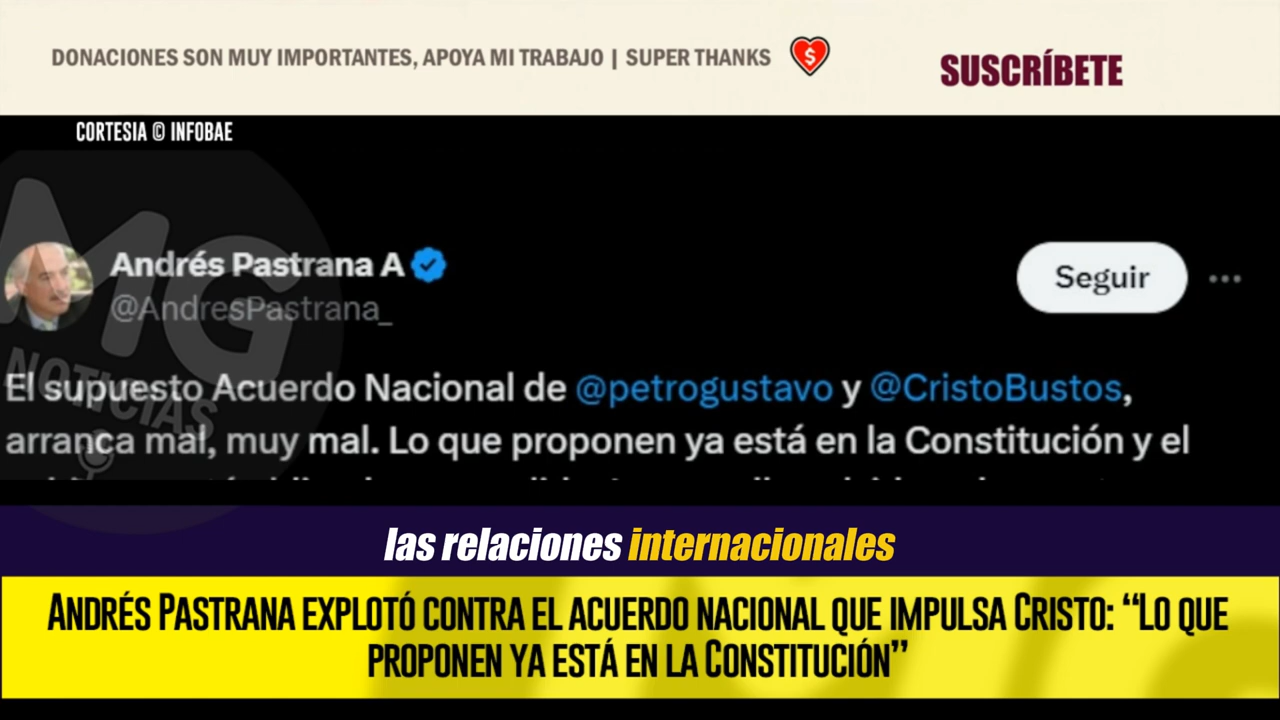 DONACIONES SON MUY IMPORTANTES, APOYA MI TRABAJO | SUPER THANKS
SUSCRÍBETE
CORTESIA © INFOBAE
MG
NOTICIAS
Andrés Pastrana A
@AndresPastrana_
Seguir
El supuesto Acuerdo Nacional de @petrogustavo y @CristoBustos,
arranca mal, muy mal. Lo que proponen ya está en la Constitución y el
las relaciones internacionales
ANDRÉS PASTRANA EXPLOTÓ CONTRA EL ACUERDO NACIONAL QUE IMPULSA CRISTO: “LO QUE
PROPONEN YA ESTÁ EN LA CONSTITUCIÓN”